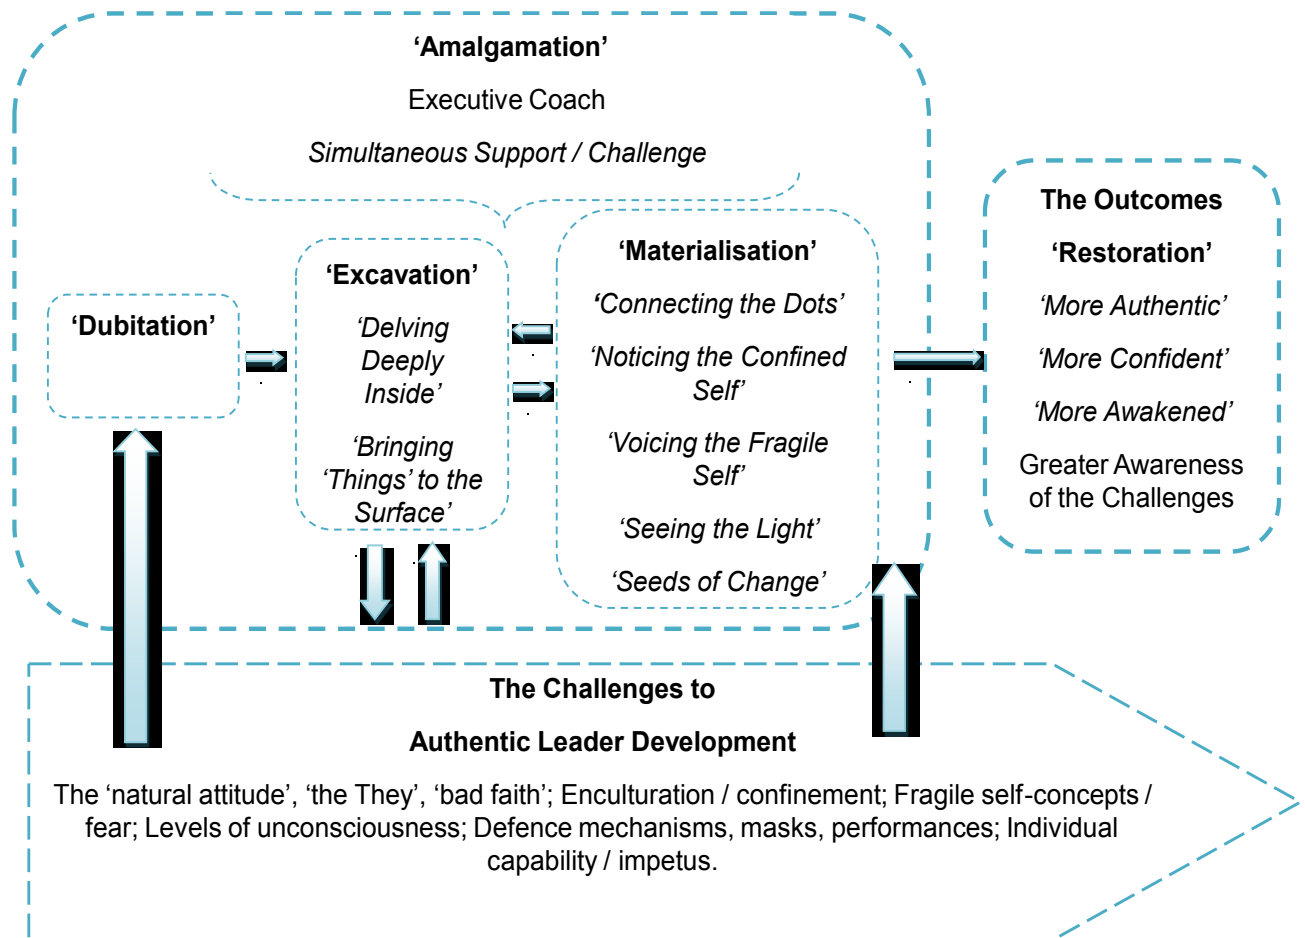 ‘Amalgamation’
Executive Coach
Simultaneous Support / Challenge
‘Dubitation’
‘Excavation’
‘Delving
Deeply
Inside’
‘Bringing
‘Things’ to the
Surface’
‘Materialisation’
‘Connecting the Dots’
‘Noticing the Confined
Self’
‘Voicing the Fragile
Self’
‘Seeing the Light’
‘Seeds of Change’
The Outcomes
‘Restoration’
‘More Authentic’
‘More Confident’
‘More Awakened’
Greater Awareness
of the Challenges
The Challenges to
Authentic Leader Development
The ‘natural attitude’, ‘the They’, ‘bad faith’; Enculturation / confinement; Fragile self-concepts /
fear; Levels of unconsciousness; Defence mechanisms, masks, performances; Individual
capability / impetus.